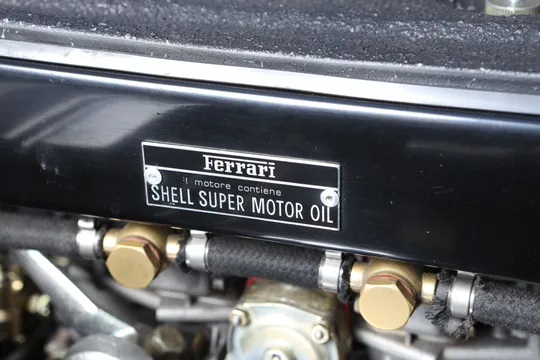 Ferrari
il motore contiene
SHELL SUPER MOTOR OIL